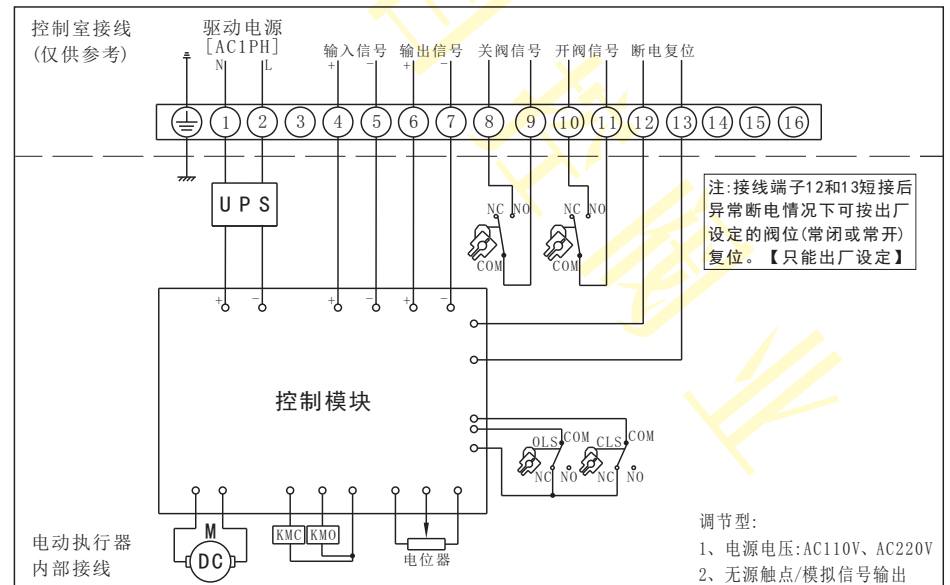 控制室接线
(仅供参考)
驱动电源
[AC1PH]
N L
输入信号 输出信号 关阀信号 开阀信号 断电复位
+ − + −
1 2 3 4 5 6 7 8 9 10 11 12 13 14 15 16
UPS
NC NO
COM
NC NO
COM
注:接线端子12和13短接后
异常断电情况下可按出厂
设定的阀位(常闭或常开)
复位。【只能出厂设定】
+ − + − + −
控制模块
OLS COM CLS COM
NC NO NC NO
M
DC
KMC KMO
电位器
电动执行器
内部接线
调节型:
1、电源电压:AC110V、AC220V
2、无源触点/模拟信号输出